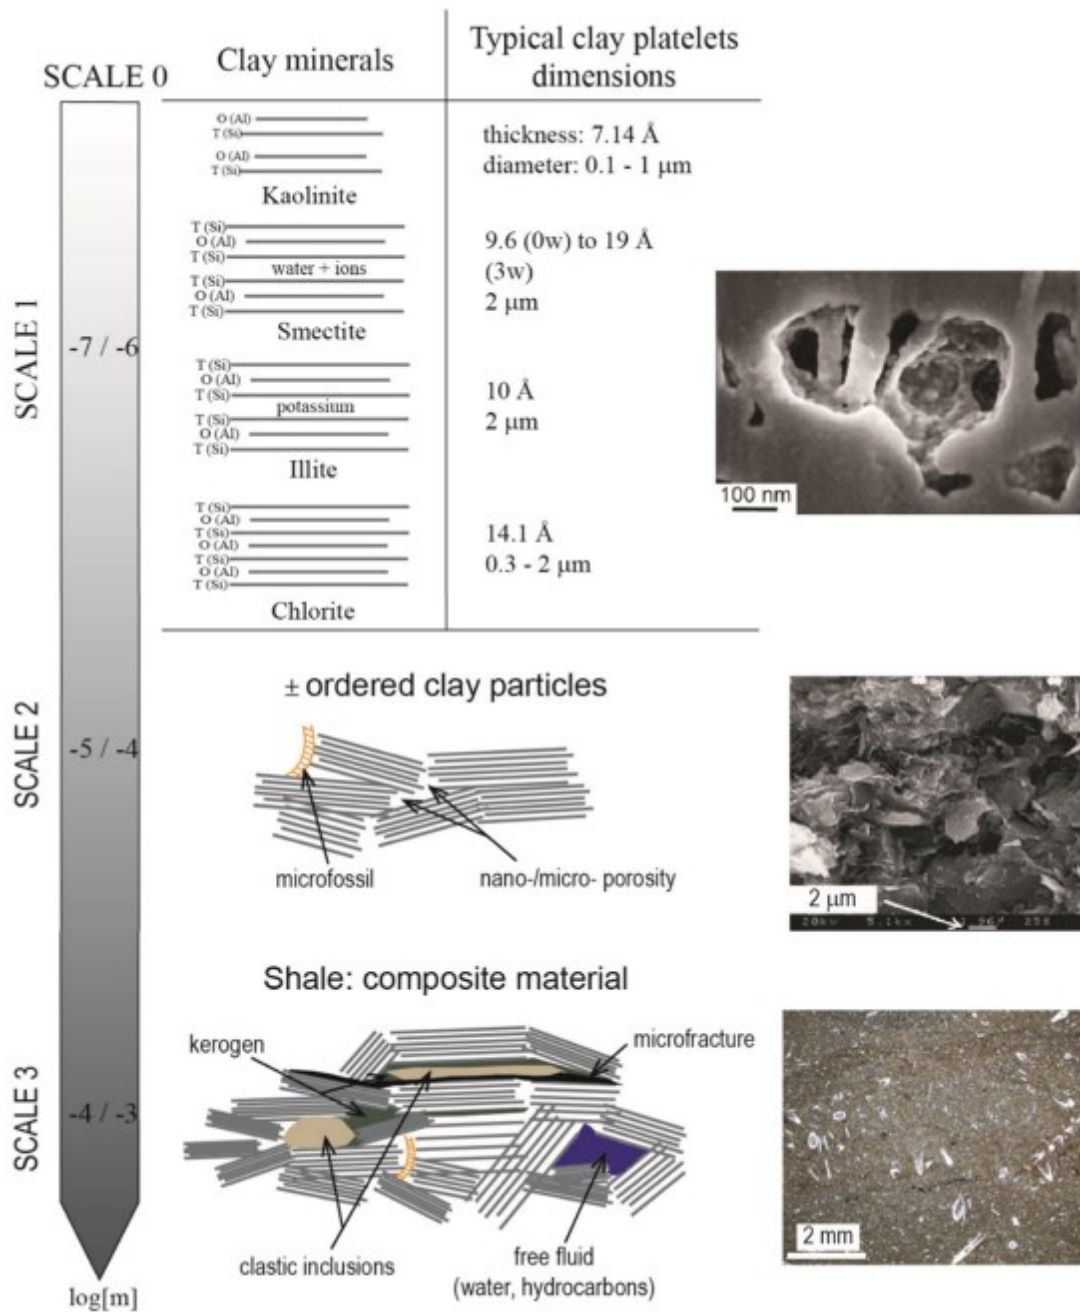 SCALE 0
Clay minerals
Typical clay platelets
dimensions
O (Al)
T (Si)
O (Al)
T (Si)
Kaolinite
thickness: 7.14 Å
diameter: 0.1 - 1 μm
T (Si)
O (Al)
T (Si)
water + ions
T (Si)
O (Al)
T (Si)
Smectite
9.6 (0w) to 19 Å
(3w)
2 μm
SCALE 1
-7 / -6
T (Si)
O (Al)
T (Si)
potassium
T (Si)
O (Al)
T (Si)
Illite
10 Å
2 μm
100 nm
T (Si)
O (Al)
T (Si)
O (Al)
T (Si)
O (Al)
T (Si)
Chlorite
14.1 Å
0.3 - 2 μm
± ordered clay particles
SCALE 2
-5 / -4
microfossil
nano-/micro- porosity
2 μm
20kv 5.1kx 258
Shale: composite material
kerogen
microfracture
SCALE 3
-4 / -3
clastic inclusions
free fluid
(water, hydrocarbons)
2 mm
log[m]